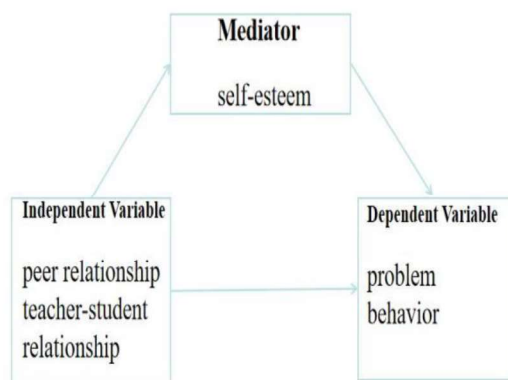 Mediator
self-esteem
Independent Variable
peer relationship
teacher-student
relationship
Dependent Variable
problem
behavior